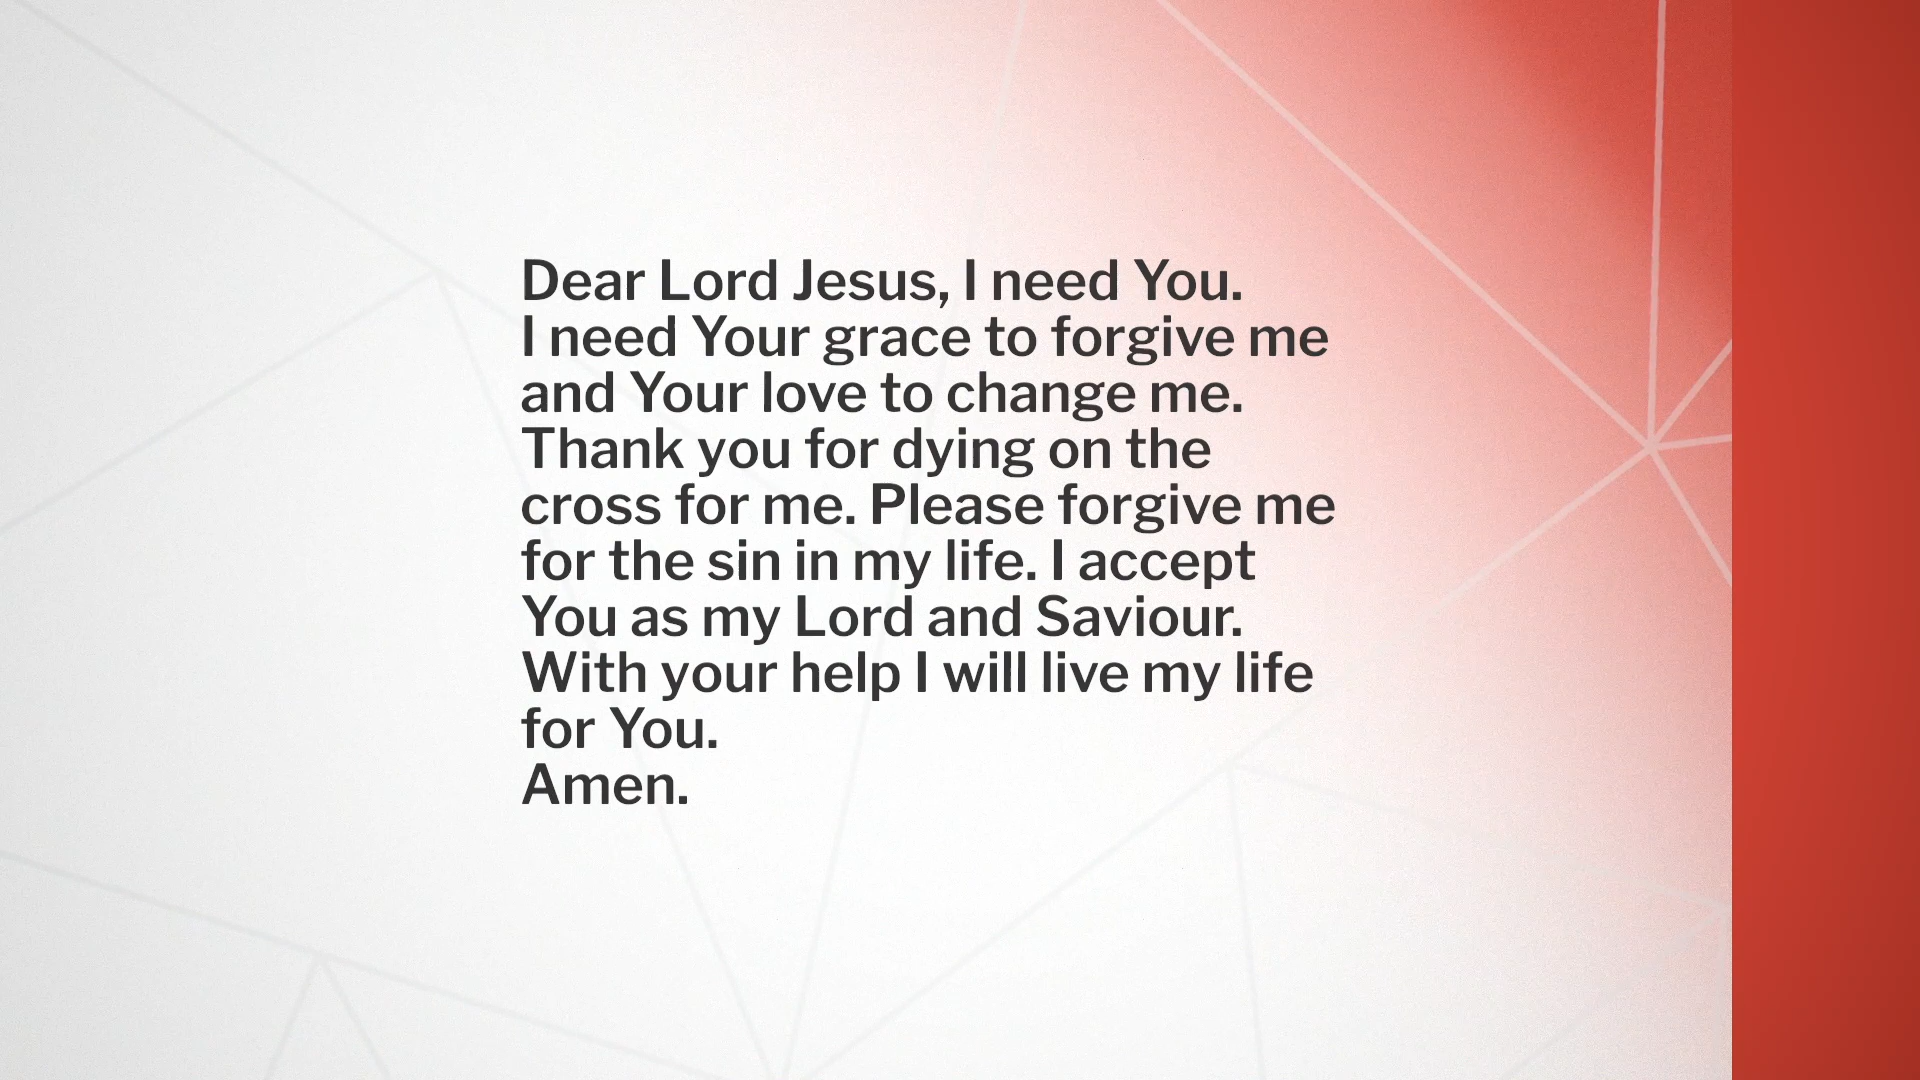 Dear Lord Jesus, I need You.
I need Your grace to forgive me
and Your love to change me.
Thank you for dying on the
cross for me. Please forgive me
for the sin in my life. I accept
You as my Lord and Saviour.
With your help I will live my life
for You.
Amen.